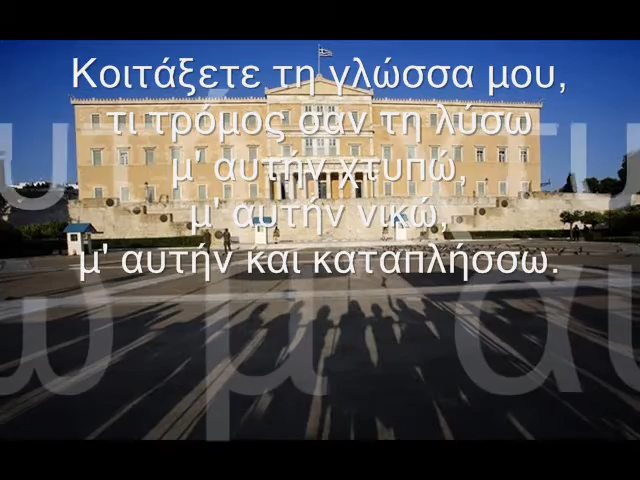 Κοιτάξετε τη γλώσσα μου,
τι τρόμος σαν τη λύσω
μ' αυτήν χτυπώ,
μ' αυτήν νικώ,
μ' αυτήν και καταπλήσσω.